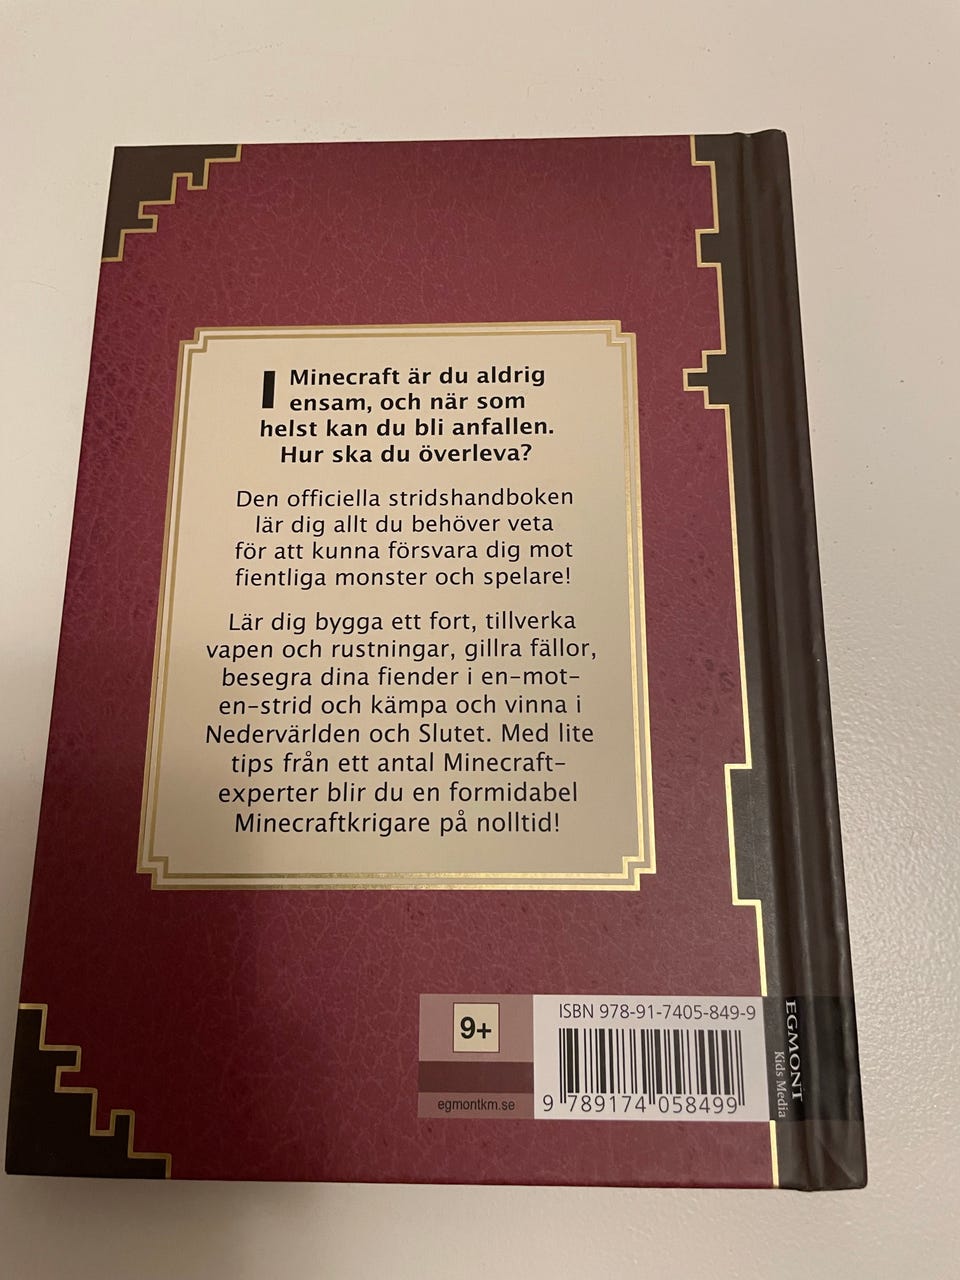 I Minecraft är du aldrig
ensam, och när som
helst kan du bli anfallen.
Hur ska du överleva?
Den officiella stridshandboken
lär dig allt du behöver veta
för att kunna försvara dig mot
fientliga monster och spelare!
Lär dig bygga ett fort, tillverka
vapen och rustningar, gillra fällor,
besegra dina fiender i en-mot-
en-strid och kämpa och vinna i
Nedervärlden och Slutet. Med lite
tips från ett antal Minecraft-
experter blir du en formidabel
Minecraftkrigare på nolltid!
9+
egmontkm.se
ISBN 978-91-7405-849-9
9 789174 058499
EGMONT
Kids Media